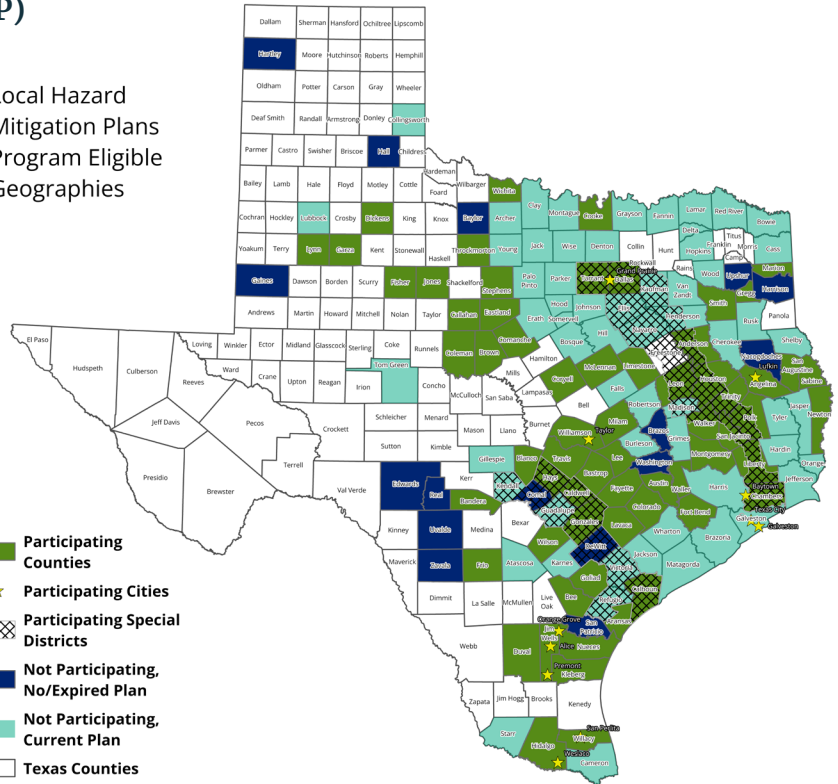 P)
ocal Hazard
Mitigation Plans
Program Eligible
Geographies
Dallam Sherman Hansford Ochiltree Lipscomb
Hartley Moore Hutchinson Roberts Hemphill
Oldham Potter Carson Gray Wheeler
Deaf Smith Randall Armstrong Donley Collingsworth
Parmer Castro Swisher Briscoe Hall Childress
Bailey Lamb Hale Floyd Motley Cottle Hardeman Foard Wilbarger Wichita
Cochran Hockley Lubbock Crosby Dickens King Knox Baylor Archer Clay Montague Cooke Grayson Fannin Lamar Red River Bowie
Yoakum Terry Lynn Garza Kent Stonewall Haskell Throckmorton Young Jack Wise Denton Collin Hunt Delta Hopkins Franklin Titus Morris Camp Cass
Gaines Dawson Borden Scurry Fisher Jones Shackelford Stephens Palo Pinto Parker Tarrant Grand Prairie Dallas Rockwall Kaufman Rains Van Zandt Wood Upshur Marion Harrison Gregg
Andrews Martin Howard Mitchell Nolan Taylor Callahan Eastland Erath Hood Somervell Johnson Ellis Henderson Smith Rusk Panola
El Paso Hudspeth Culberson Loving Winkler Ector Midland Glasscock Sterling Coke Runnels Coleman Brown Comanche Bosque Hill Navarro Anderson Cherokee Nacogdoches Shelby
Reeves Ward Crane Upton Reagan Irion Tom Green Concho McCulloch San Saba Mills Hamilton Lampasas Coryell McLennan Limestone Freestone Leon Houston Lufkin Angelina San Augustine Sabine
Jeff Davis Pecos Crockett Schleicher Menard Mason Llano Burnet Bell Falls Robertson Madison Trinity Polk Tyler Jasper Newton
Presidio Brewster Terrell Sutton Kimble Williamson Taylor Milam Burleson Brazos Grimes Walker San Jacinto Hardin Orange
Val Verde Edwards Real Kerr Gillespie Blanco Travis Lee Washington Montgomery Liberty Jefferson
Bandera Kendall Comal Hays Caldwell Bastrop Fayette Austin Waller Harris Baytown Chambers
Kinney Uvalde Medina Bexar Guadalupe Gonzales Lavaca Colorado Fort Bend Texas City Galveston Galveston
Maverick Zavala Frio Atascosa Wilson Karnes DeWitt Victoria Jackson Wharton Matagorda Brazoria
Dimmit La Salle McMullen Live Oak Bee Goliad Refugio Calhoun Aransas
Webb Duval Orange Grove Jim Wells Alice Nueces San Patricio
Premont Kleberg
Zapata Jim Hogg Brooks Kenedy
Starr Hidalgo Willacy San Perlita
Weslaco Cameron
Participating
Counties
Participating Cities
Participating Special
Districts
Not Participating,
No/Expired Plan
Not Participating,
Current Plan
Texas Counties